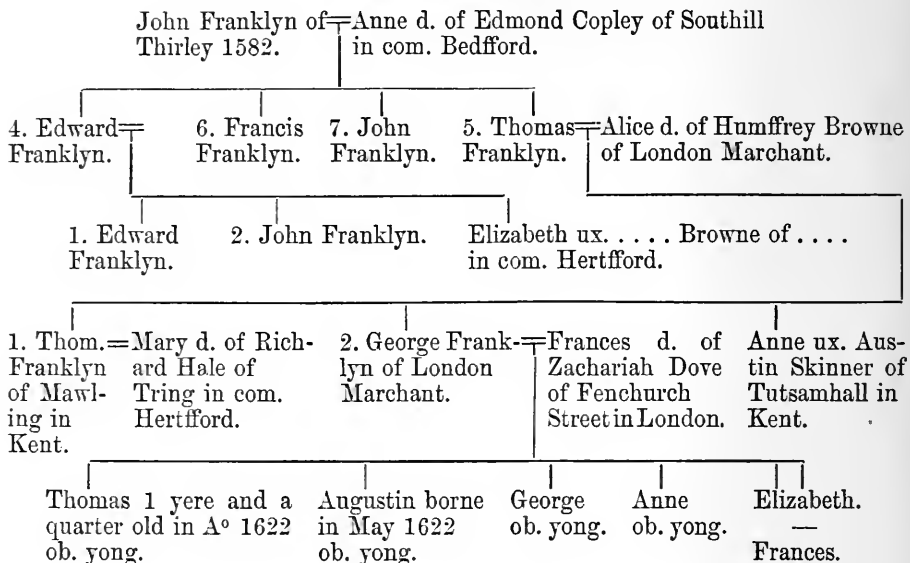 John Franklyn of Anne d. of Edmond Copley of Southill
Thirley 1582. in com. Bedfford.
4. Edward 6. Francis 7. John 5. Thomas Alice d. of Humffrey Browne
Franklyn. Franklyn. Franklyn. Franklyn. of London Marchant.
1. Edward 2. John Franklyn. Elizabeth ux. . . . . . Browne of . . . .
Franklyn. in com. Hertfford.
1. Thom. = Mary d. of Rich- 2. George Frank- Frances d. of Anne ux. Aus-
Franklyn ard Hale of lyn of London Zachariah Dove tin Skinner of
of Mawl- Tring in com. Marchant. of Fenchurch Tutsamhall in
ing in Hertfford. Street in London. Kent.
Kent.
Thomas 1 yere and a Augustin borne George Anne Elizabeth.
quarter old in Aº 1622 in May 1622 ob. yong. ob. yong. —
ob. yong. ob. yong. Frances.